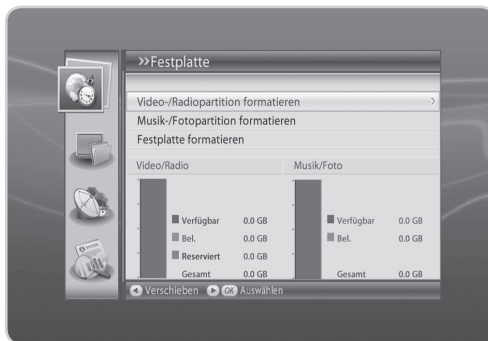 »Festplatte
Video-/Radiopartition formatieren
Musik-/Fotopartition formatieren
Festplatte formatieren
Video/Radio Musik/Foto
Verfügbar 0.0 GB Verfügbar 0.0 GB
Bel. 0.0 GB Bel. 0.0 GB
Reserviert 0.0 GB
Gesamt 0.0 GB Gesamt 0.0 GB
Verschieben OK Auswählen
SYSTEM